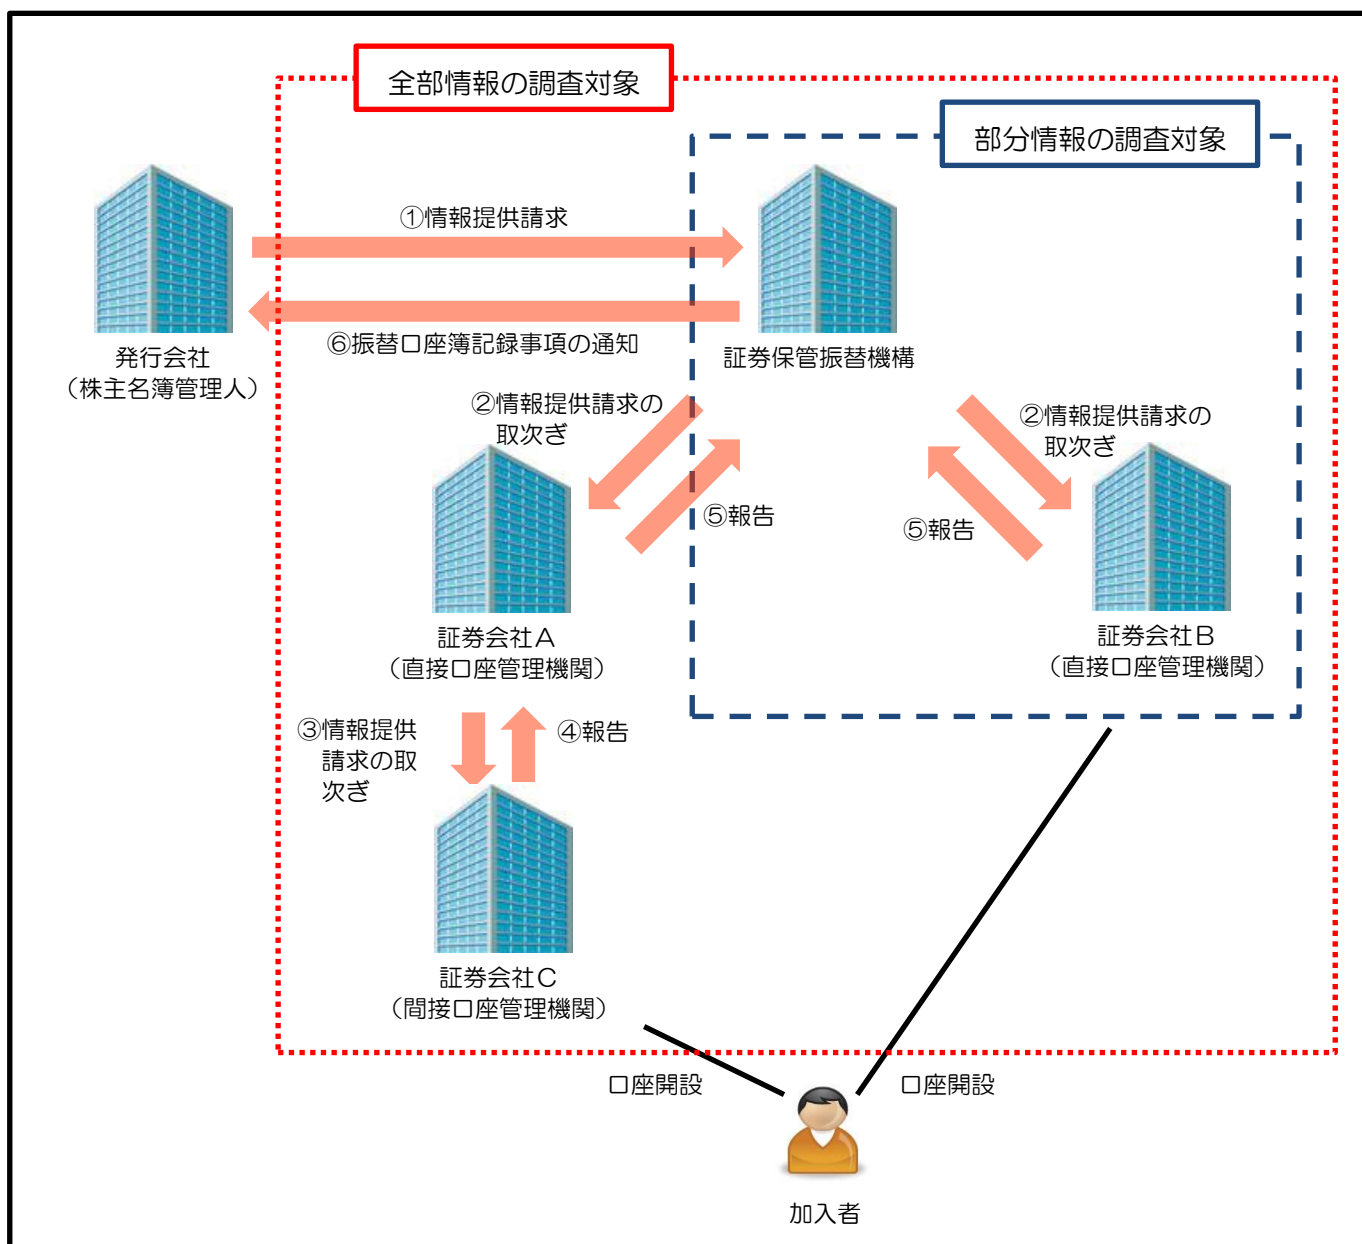 全部情報の調査対象
部分情報の調査対象
①情報提供請求
⑥振替口座簿記録事項の通知
発行会社
（株主名簿管理人）
証券保管振替機構
②情報提供請求の
取次ぎ
②情報提供請求の
取次ぎ
⑤報告
⑤報告
証券会社Ａ
（直接口座管理機関）
証券会社Ｂ
（直接口座管理機関）
③情報提供
請求の取
次ぎ
④報告
証券会社Ｃ
（間接口座管理機関）
口座開設
口座開設
加入者